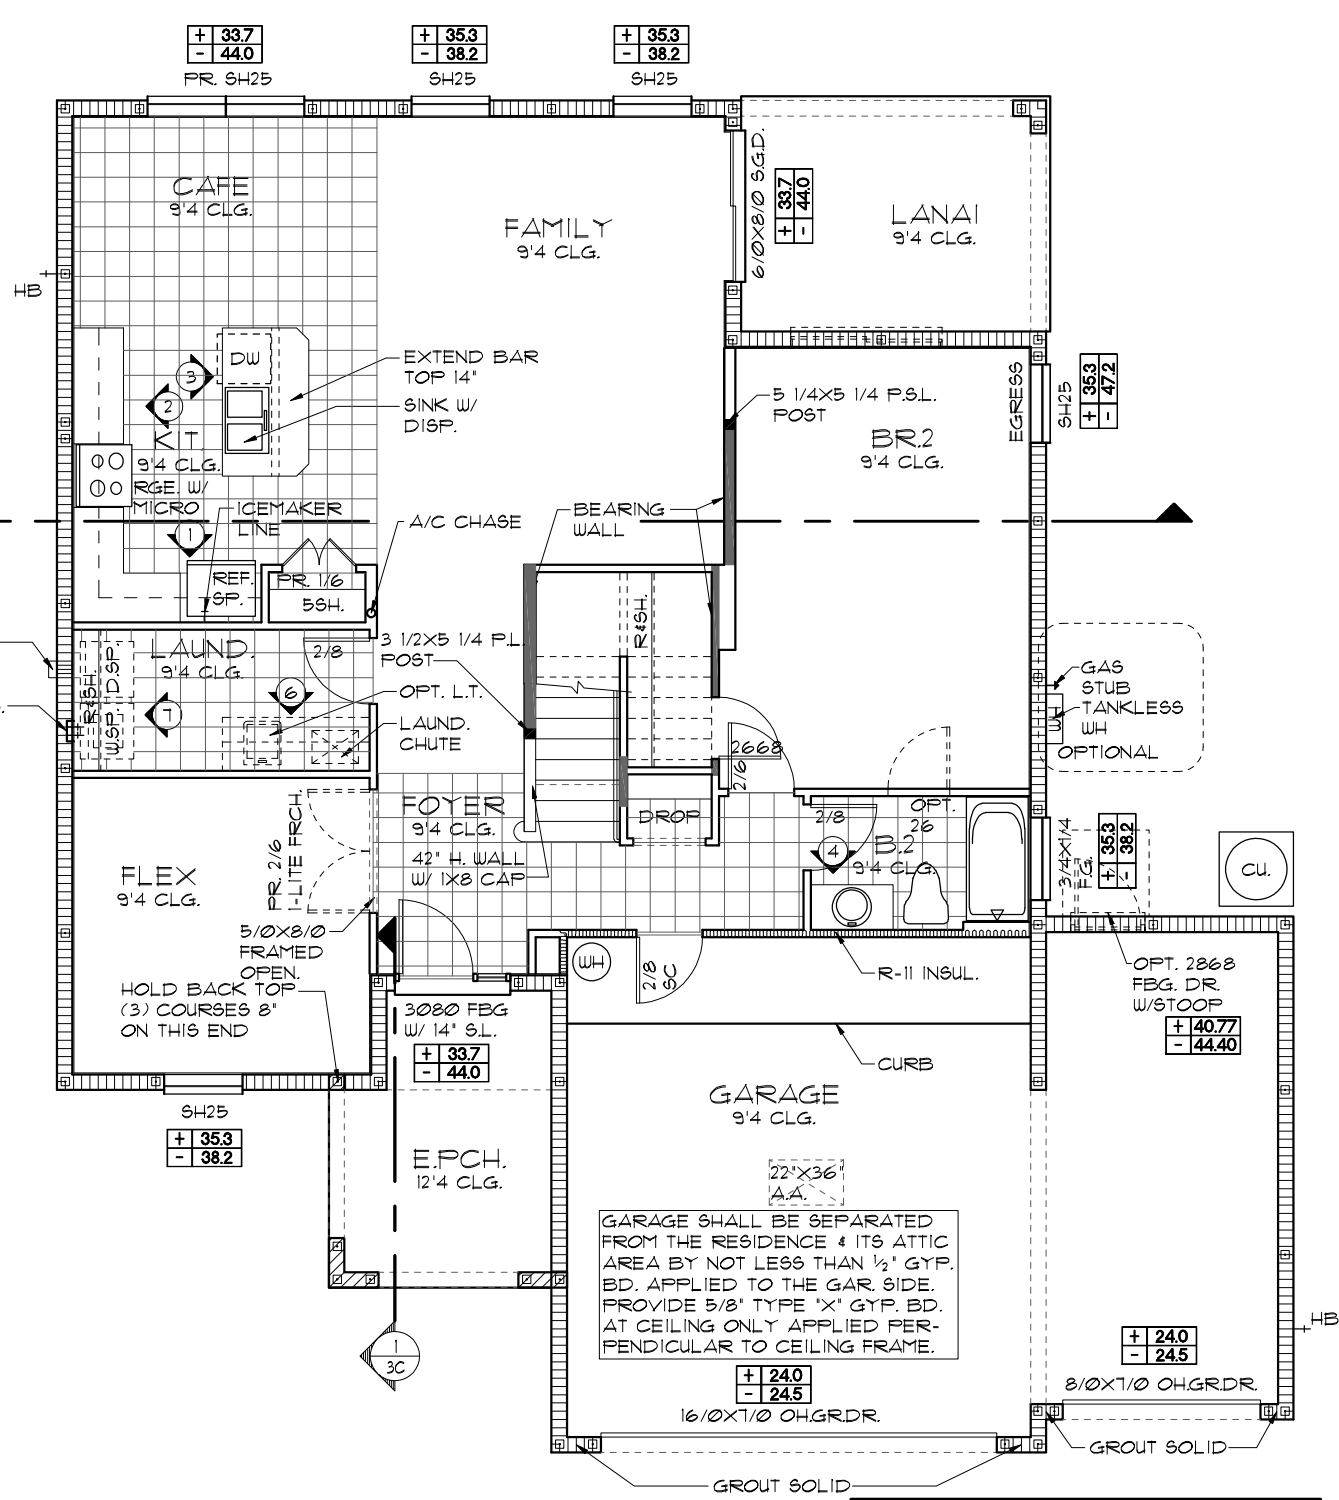 + 33.7
- 44.0
PR. SH25
+ 35.3
- 38.2
SH25
+ 35.3
- 38.2
SH25
CAFE
9'4 CLG.
FAMILY
9'4 CLG.
6/0X8/0 S.G.D.
+ 33.7
- 44.0
LANAI
9'4 CLG.
HB
DW
3
2
EXTEND BAR
TOP 14"
SINK W/
DISP.
KIT.
9'4 CLG.
RGE. W/
MICRO
1
ICEMAKER
LINE
A/C CHASE
BEARING
WALL
5 1/4X5 1/4 P.S.L.
POST
BR.2
9'4 CLG.
EGRESS
SH25
+ 35.3
- 47.2
REF.
SP.
PR. 1/6
5SH.
R&SH.
LAUND.
9'4 CLG.
2/8
3 1/2X5 1/4 P.L.
POST
R&SH.
D.SP.
W.SP.
7
6
OPT. L.T.
LAUND.
CHUTE
GAS
STUB
TANKLESS
WH
OPTIONAL
2668
2/6
FOYER
9'4 CLG.
42" H. WALL
W/ 1X8 CAP
DROP
2/8
OPT.
26
B.2
9'4 CLG.
4
3/4X1/4
F.G.
+ 35.3
- 38.2
CU.
FLEX
9'4 CLG.
PR. 2/6
1-LITE FRCH.
5/0X8/0
FRAMED
OPEN.
HOLD BACK TOP
(3) COURSES 8"
ON THIS END
WH
2/8
SC
R-11 INSUL.
OPT. 2868
FBG. DR.
W/STOOP
+ 40.77
- 44.40
3080 FBG
W/ 14" S.L.
+ 33.7
- 44.0
CURB
GARAGE
9'4 CLG.
SH25
+ 35.3
- 38.2
E.PCH.
12'4 CLG.
22"X36"
A.A.
GARAGE SHALL BE SEPARATED
FROM THE RESIDENCE & ITS ATTIC
AREA BY NOT LESS THAN ½" GYP.
BD. APPLIED TO THE GAR. SIDE.
PROVIDE 5/8" TYPE "X" GYP. BD.
AT CEILING ONLY APPLIED PER-
PENDICULAR TO CEILING FRAME.
1
3C
+ 24.0
- 24.5
16/0X7/0 OH.GR.DR.
+ 24.0
- 24.5
8/0X7/0 OH.GR.DR.
HB
GROUT SOLID
GROUT SOLID